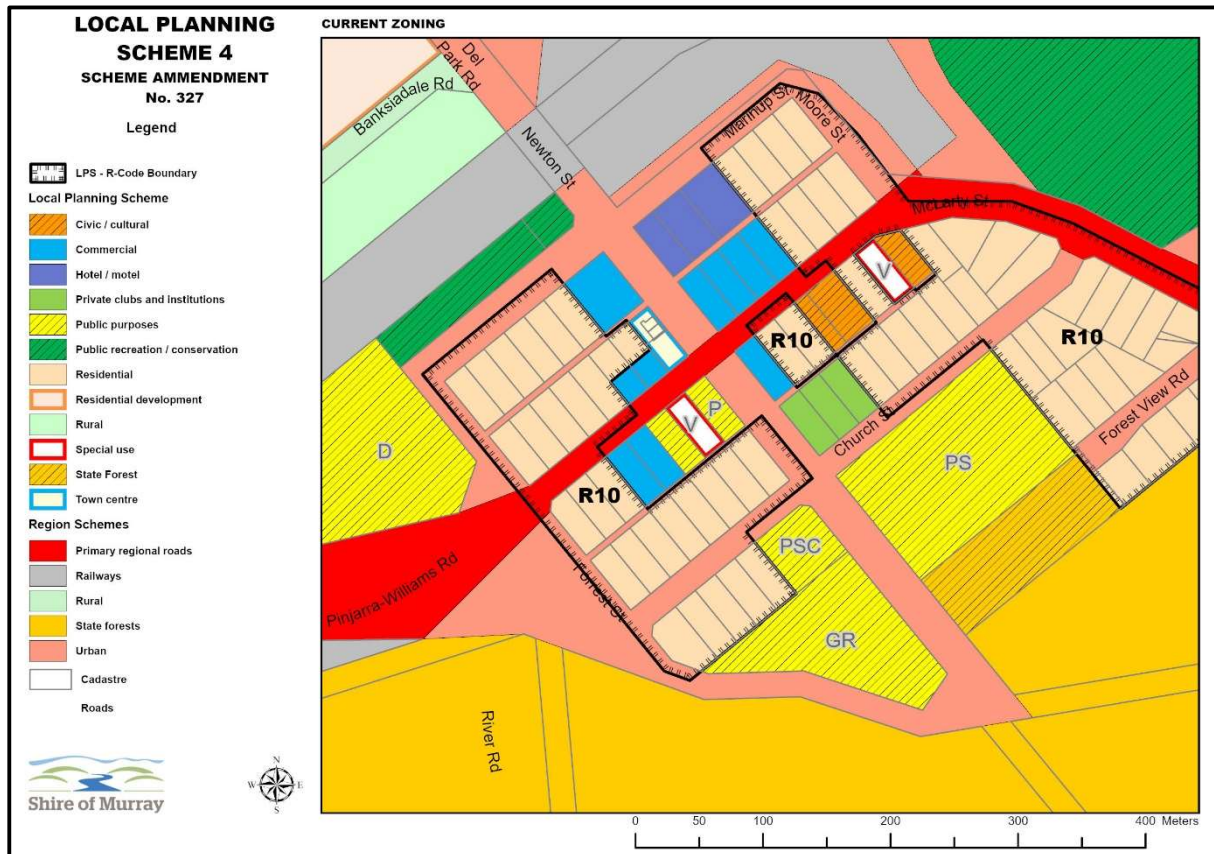 LOCAL PLANNING
SCHEME 4
SCHEME AMMENDMENT
No. 327
Legend
LPS - R-Code Boundary
Local Planning Scheme
Civic / cultural
Commercial
Hotel / motel
Private clubs and institutions
Public purposes
Public recreation / conservation
Residential
Residential development
Rural
Special use
State Forest
Town centre
Region Schemes
Primary regional roads
Railways
Rural
State forests
Urban
Cadastre
Roads
Shire of Murray
N
W E
S
CURRENT ZONING
Del
Park Rd
Banksiadale Rd
Newton St
Marinup St
Moore St
McLarty St
V
R10
R10
D
P
V
Church St
Forest View Rd
PS
R10
PSC
Pinjarra-Williams Rd
Forrest St
GR
River Rd
0 50 100 200 300 400 Meters